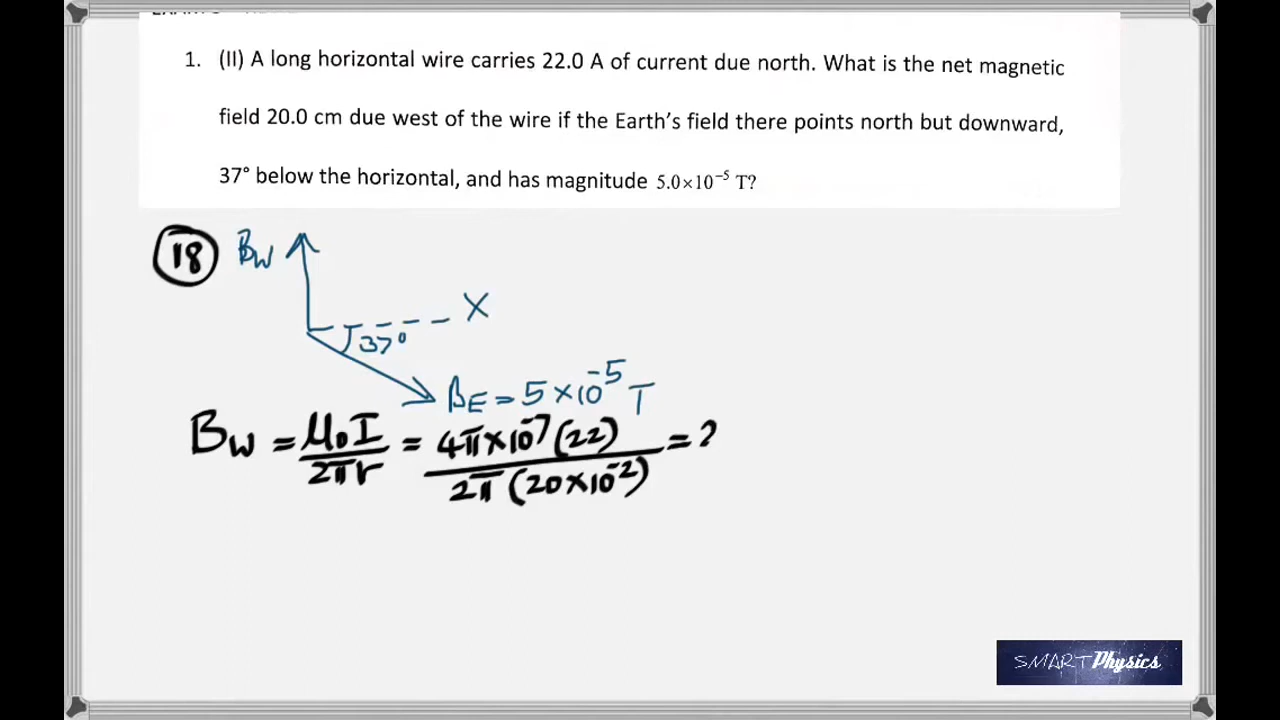 1. (II) A long horizontal wire carries 22.0 A of current due north. What is the net magnetic
field 20.0 cm due west of the wire if the Earth's field there points north but downward,
37° below the horizontal, and has magnitude 5.0×10⁻⁵ T?
18 Bw
X
37°
BE = 5×10⁻⁵ T
Bw = μ₀I / 2πr = 4π×10⁻⁷(22) / 2π(20×10⁻²) = ?
SMART Physics